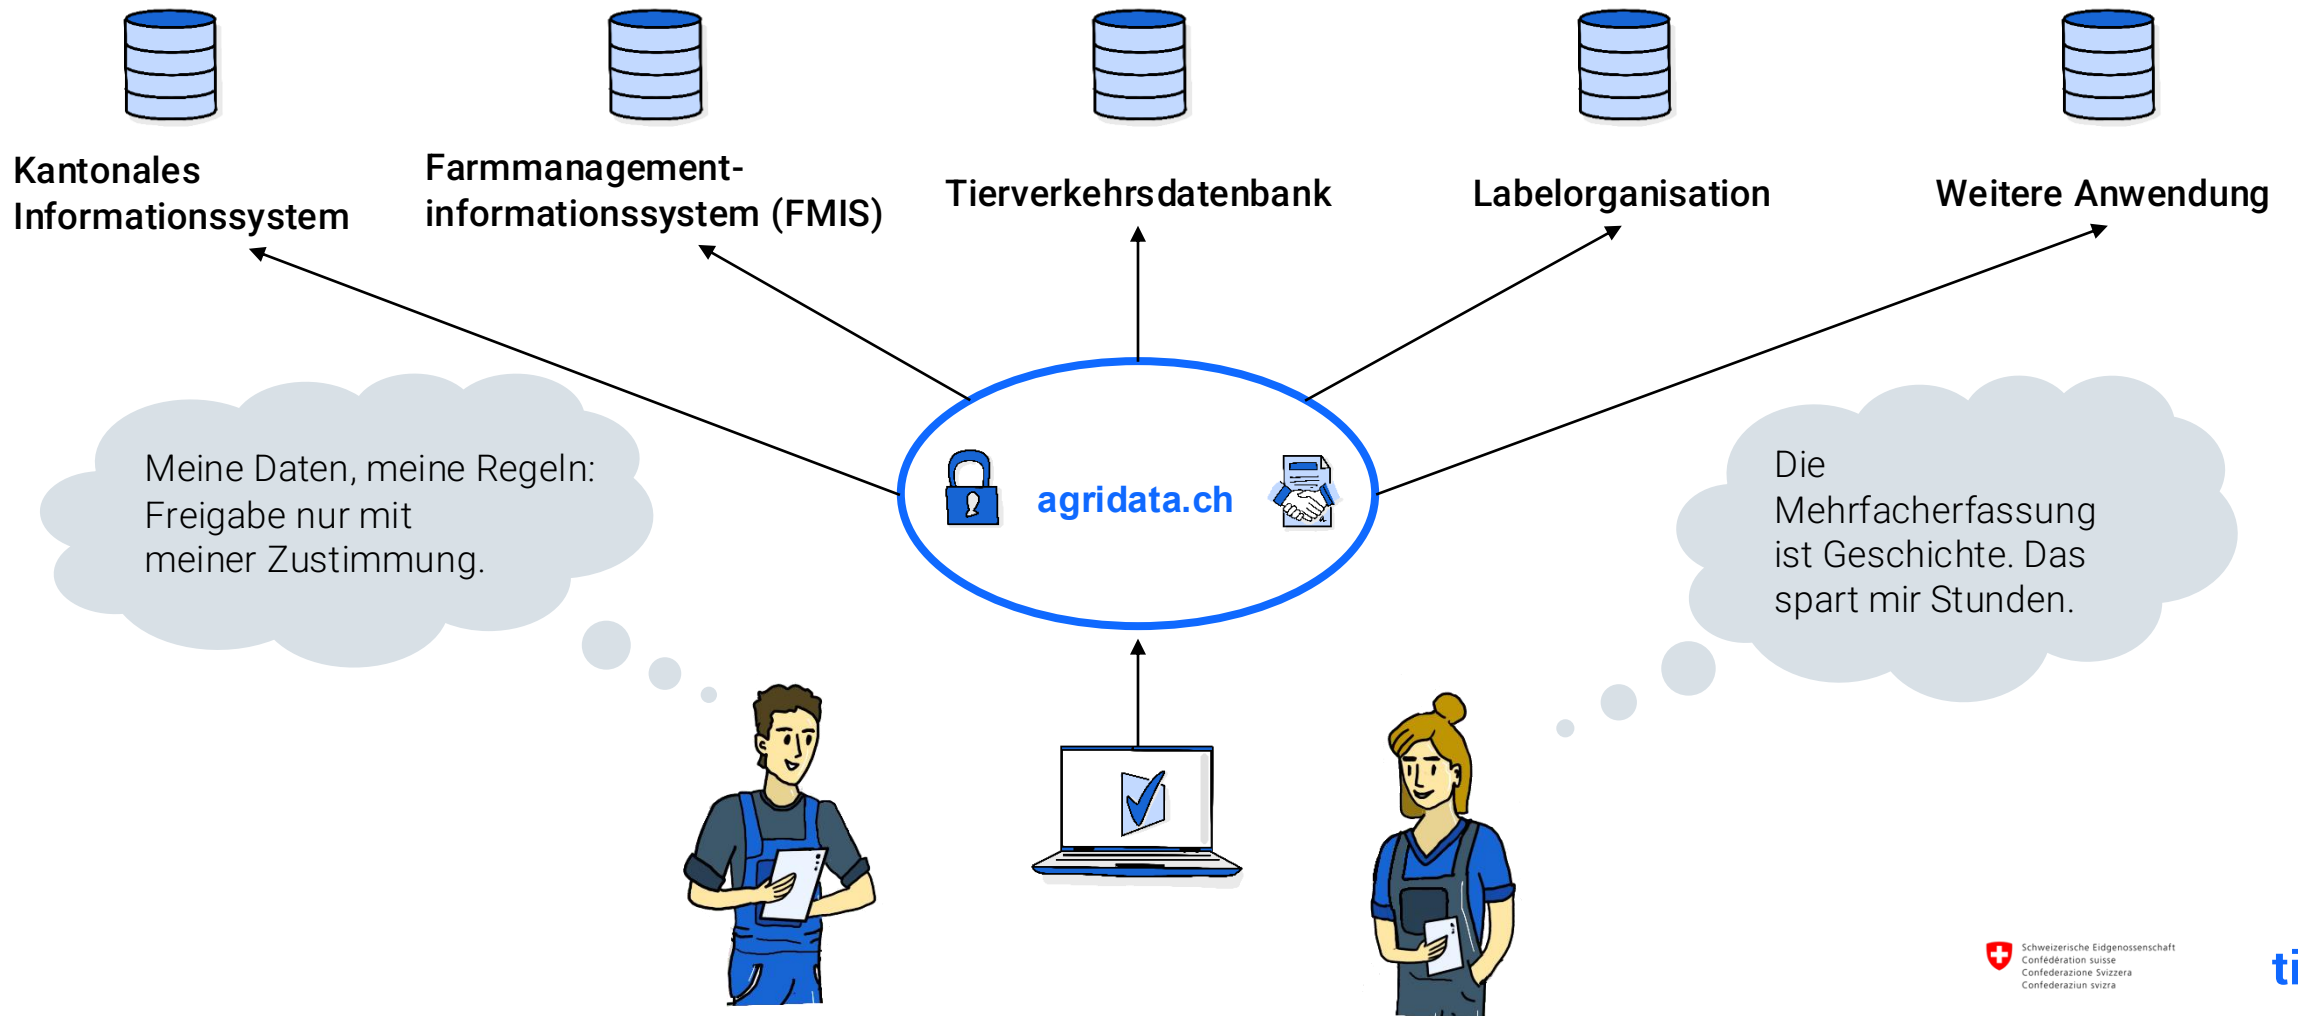 Kantonales
Informationssystem
Farmmanagement-
informationssystem (FMIS)
Tierverkehrsdatenbank
Labelorganisation
Weitere Anwendung
Meine Daten, meine Regeln:
Freigabe nur mit
meiner Zustimmung.
agridata.ch
Die
Mehrfacherfassung
ist Geschichte. Das
spart mir Stunden.
Schweizerische Eidgenossenschaft
Confédération suisse
Confederazione Svizzera
Confederaziun svizra
ti